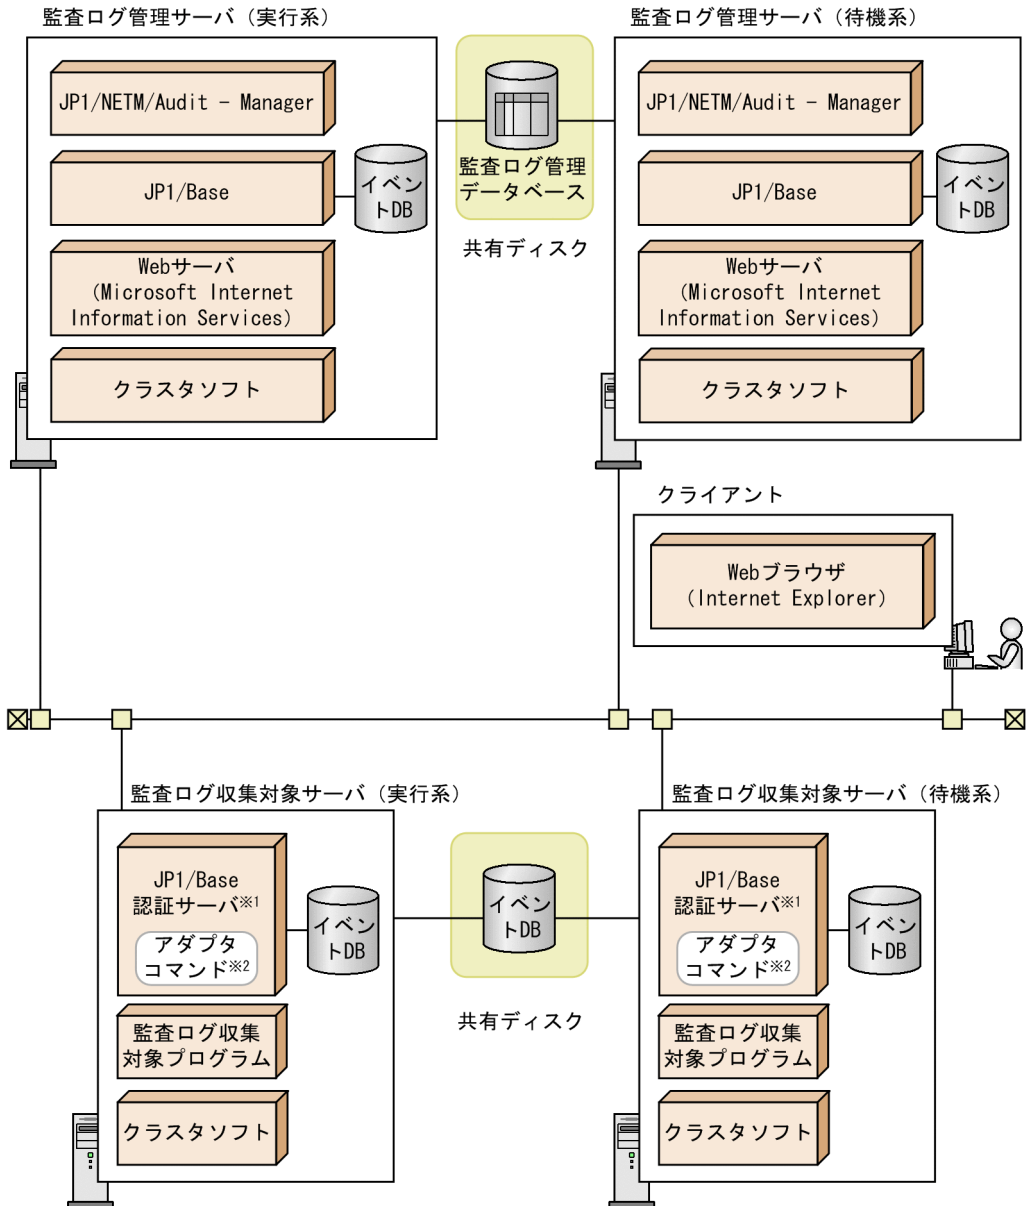 監査ログ管理サーバ（実行系）
JP1/NETM/Audit - Manager
JP1/Base
イベン
トDB
Webサーバ
（Microsoft Internet
Information Services）
クラスタソフト
監査ログ管理
データベース
共有ディスク
監査ログ管理サーバ（待機系）
JP1/NETM/Audit - Manager
JP1/Base
イベン
トDB
Webサーバ
（Microsoft Internet
Information Services）
クラスタソフト
クライアント
Webブラウザ
（Internet Explorer）
監査ログ収集対象サーバ（実行系）
JP1/Base
認証サーバ※1
アダプタ
コマンド※2
イベン
トDB
監査ログ収集
対象プログラム
クラスタソフト
イベン
トDB
共有ディスク
監査ログ収集対象サーバ（待機系）
JP1/Base
認証サーバ※1
アダプタ
コマンド※2
イベン
トDB
監査ログ収集
対象プログラム
クラスタソフト